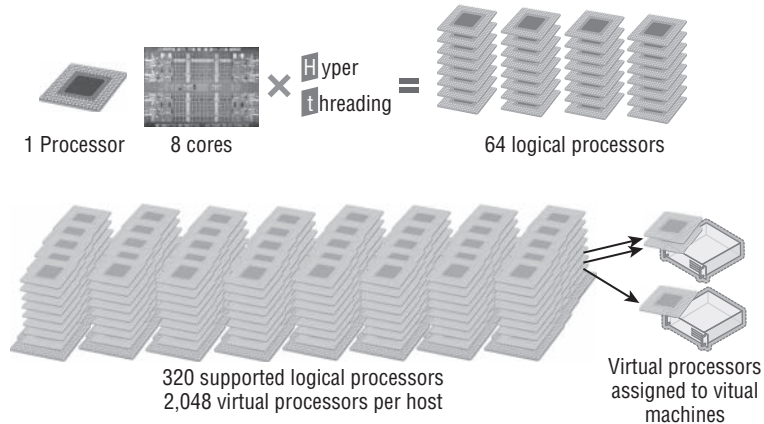 Hyper
threading
1 Processor
8 cores
64 logical processors
320 supported logical processors
2,048 virtual processors per host
Virtual processors
assigned to vitual
machines